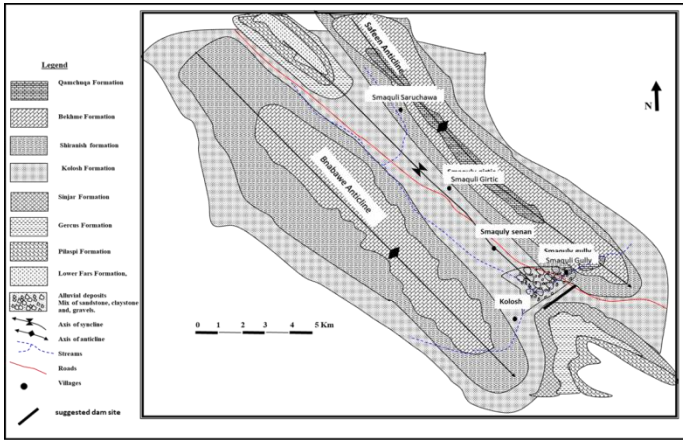 Legend
Qamchuqa Formation
Bekhme Formation
Shiranish Formation
Kolosh Formation
Sinjar Formation
Gercus Formation
Pilaspi Formation
Lower Fars Formation,
Alluvial deposits
Mix of sandstone, claystone
and, gravels.
Axis of syncline
Axis of anticline
Streams
Roads
Villages
suggested dam site
Safeen Anticline
Smaquli Saruchawa
N
Smaquli Girtic
Bnabawe Anticline
Smaquly senan
Smaquly gully
Smaquli Gully
Kolosh
0 1 2 3 4 5 Km